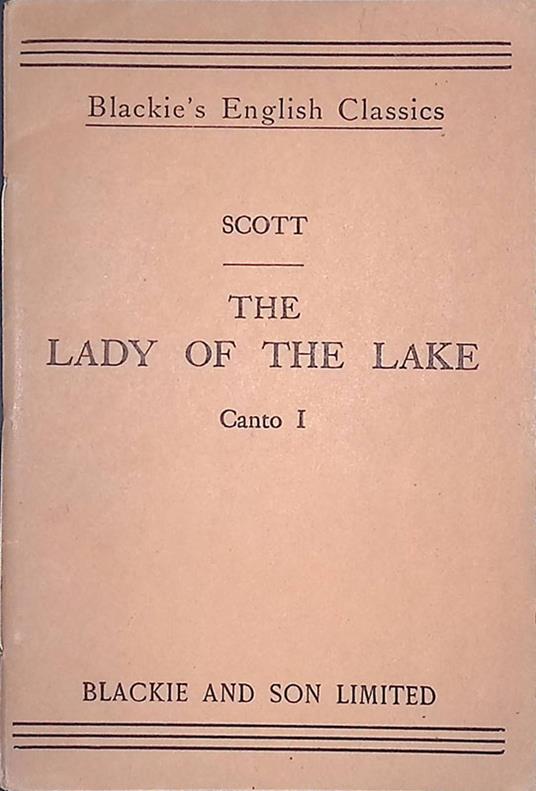 Blackie's English Classics
SCOTT
THE
LADY OF THE LAKE
Canto I
BLACKIE AND SON LIMITED